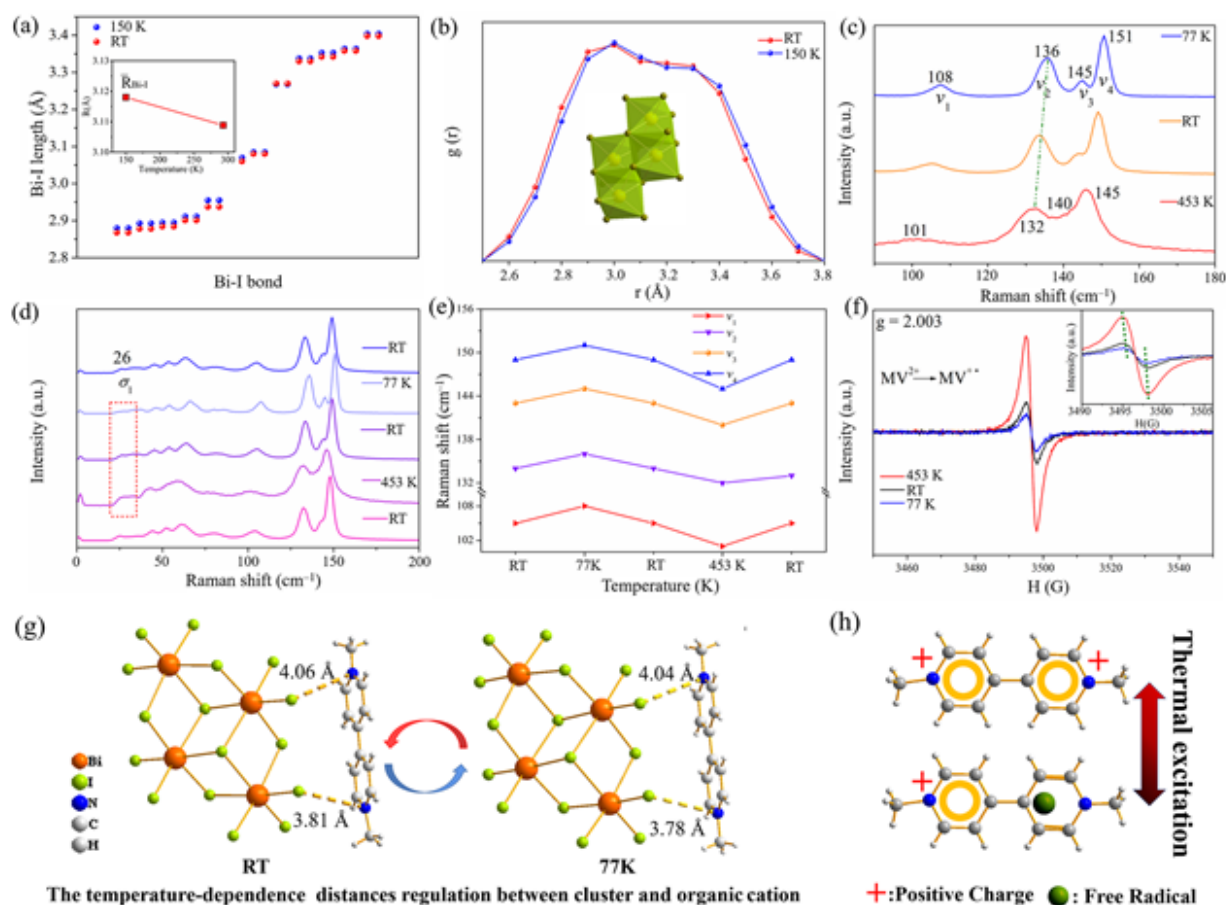 (a)
150 K
RT
3.4
3.3
3.2
3.1
3.0
2.9
2.8
Bi-I length (Å)
Bi-I bond
3.13
3.12
3.11
3.10
R̄Bi-I
R(Å)
150 200 250 300
Temperature (K)
(b)
RT
150 K
g (r)
2.6 2.8 3.0 3.2 3.4 3.6 3.8
r (Å)
(c)
151
77 K
136
145
108
ν1
ν2
ν3
ν4
RT
145
140
453 K
132
101
Intensity (a.u.)
100 120 140 160 180
Raman shift (cm⁻¹)
(d)
26
σ1
RT
77 K
RT
453 K
RT
Intensity (a.u.)
0 50 100 150 200
Raman shift (cm⁻¹)
(e)
156
150
144
138
132
108
102
ν1
ν2
ν3
ν4
Raman shift (cm⁻¹)
RT 77K RT 453 K RT
Temperature (K)
(f)
g = 2.003
MV²⁺→MV⁺•
453 K
RT
77 K
Intensity (a.u.)
3460 3480 3500 3520 3540
H (G)
Intensity (a.u.)
3490 3495 3500 3505
H(G)
(g)
4.06 Å
3.81 Å
4.04 Å
3.78 Å
Bi
I
N
C
H
RT
77K
The temperature-dependence distances regulation between cluster and organic cation
(h)
+ +
+
Thermal excitation
+:Positive Charge : Free Radical